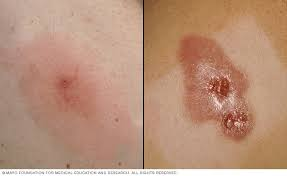 © MAYO FOUNDATION FOR MEDICAL EDUCATION AND RESEARCH. ALL RIGHTS RESERVED.